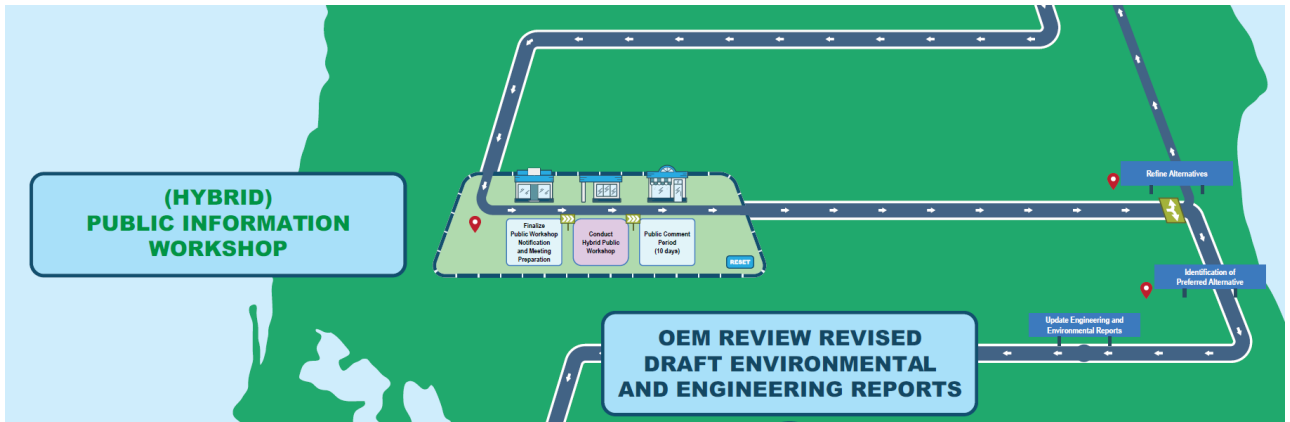 (HYBRID)
PUBLIC INFORMATION
WORKSHOP
Finalize
Public Workshop
Notification
and Meeting
Preparation
Conduct
Hybrid Public
Workshop
Public Comment
Period
(10 days)
RESET
Refine Alternatives
Identification of
Preferred Alternative
Update Engineering and
Environmental Reports
OEM REVIEW REVISED
DRAFT ENVIRONMENTAL
AND ENGINEERING REPORTS